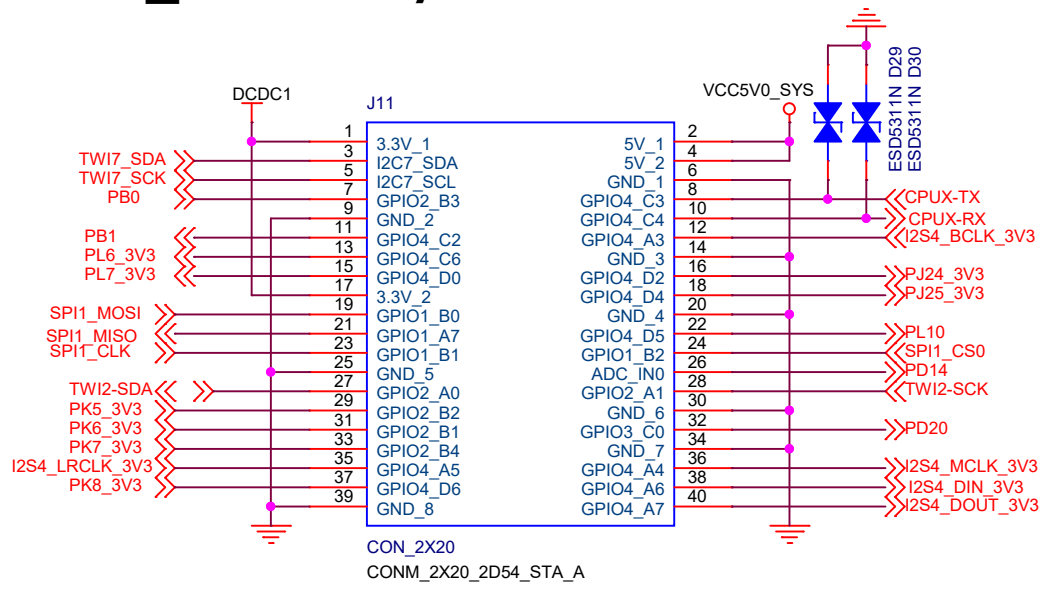 DCDC1
J11
VCC5V0_SYS
ESD5311N D29
ESD5311N D30
1 3.3V_1 5V_1 2
TWI7_SDA 3 I2C7_SDA 5V_2 4
TWI7_SCK 5 I2C7_SCL GND_1 6
PB0 7 GPIO2_B3 GPIO4_C3 8 CPUX-TX
9 GND_2 GPIO4_C4 10 CPUX-RX
PB1 11 GPIO4_C2 GPIO4_A3 12 I2S4_BCLK_3V3
PL6_3V3 13 GPIO4_C6 GND_3 14
PL7_3V3 15 GPIO4_D0 GPIO4_D2 16 PJ24_3V3
17 3.3V_2 GPIO4_D4 18 PJ25_3V3
SPI1_MOSI 19 GPIO1_B0 GND_4 20
SPI1_MISO 21 GPIO1_A7 GPIO4_D5 22 PL10
SPI1_CLK 23 GPIO1_B1 GPIO1_B2 24 SPI1_CS0
25 GND_5 ADC_IN0 26 PD14
TWI2-SDA 27 GPIO2_A0 GPIO2_A1 28 TWI2-SCK
PK5_3V3 29 GPIO2_B2 GND_6 30
PK6_3V3 31 GPIO2_B1 GPIO3_C0 32 PD20
PK7_3V3 33 GPIO2_B4 GND_7 34
I2S4_LRCLK_3V3 35 GPIO4_A5 GPIO4_A4 36 I2S4_MCLK_3V3
PK8_3V3 37 GPIO4_D6 GPIO4_A6 38 I2S4_DIN_3V3
39 GND_8 GPIO4_A7 40 I2S4_DOUT_3V3
CON_2X20
CONM_2X20_2D54_STA_A